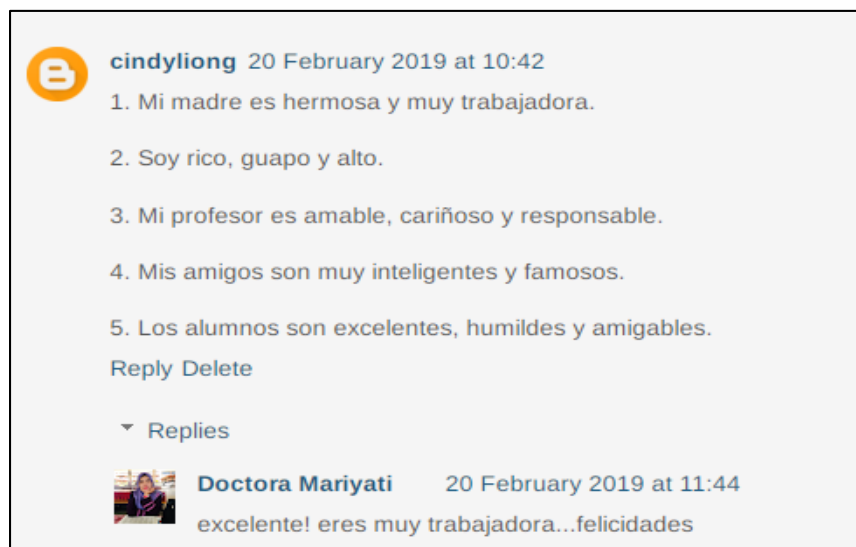 cindyliong 20 February 2019 at 10:42
1. Mi madre es hermosa y muy trabajadora.
2. Soy rico, guapo y alto.
3. Mi profesor es amable, cariñoso y responsable.
4. Mis amigos son muy inteligentes y famosos.
5. Los alumnos son excelentes, humildes y amigables.
Reply Delete
Replies
Doctora Mariyati 20 February 2019 at 11:44
excelente! eres muy trabajadora...felicidades